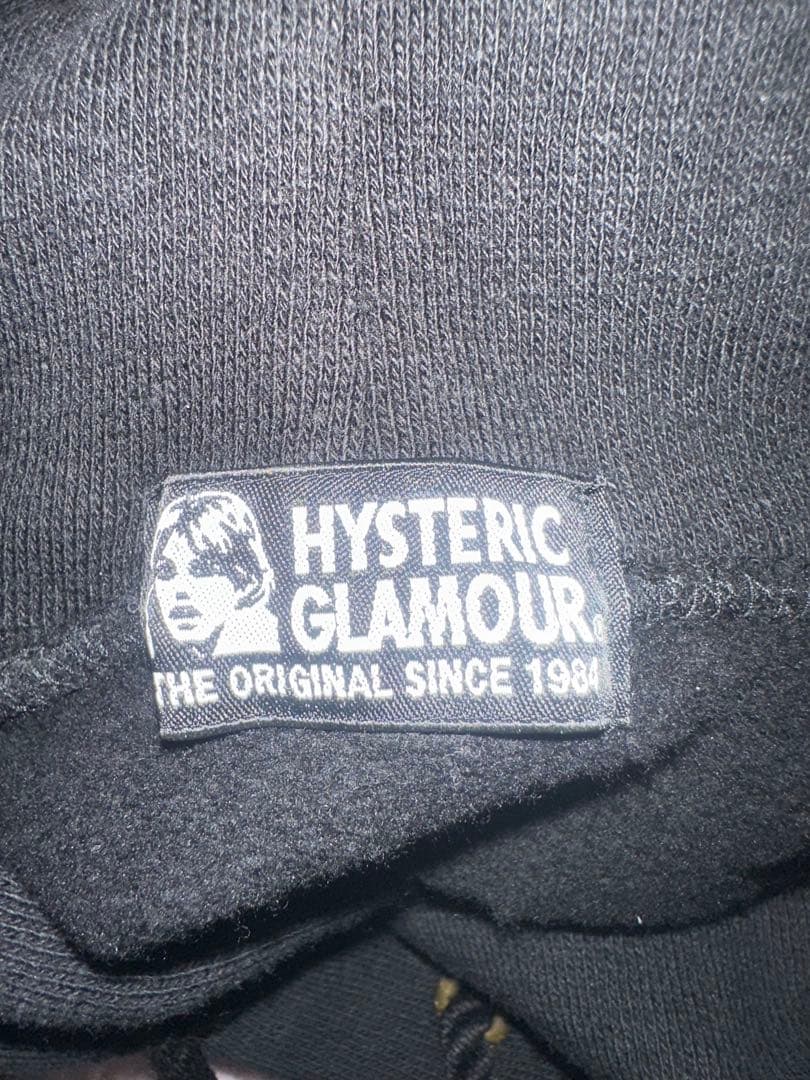 HYSTERIC
GLAMOUR.
THE ORIGINAL SINCE 1984